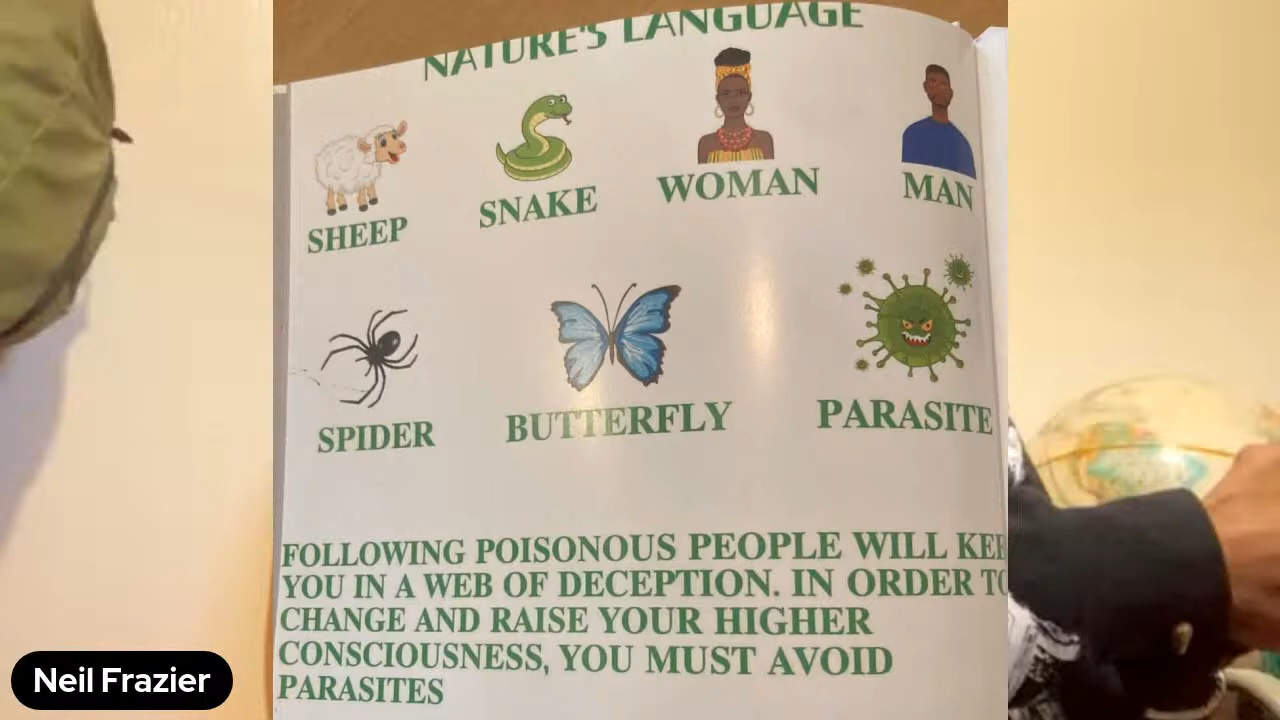 NATURE'S LANGUAGE
SHEEP
SNAKE
WOMAN
MAN
SPIDER
BUTTERFLY
PARASITE
FOLLOWING POISONOUS PEOPLE WILL
YOU IN A WEB OF DECEPTION. IN ORDER TO
CHANGE AND RAISE YOUR HIGHER
CONSCIOUSNESS, YOU MUST AVOID
PARASITES
Neil Frazier